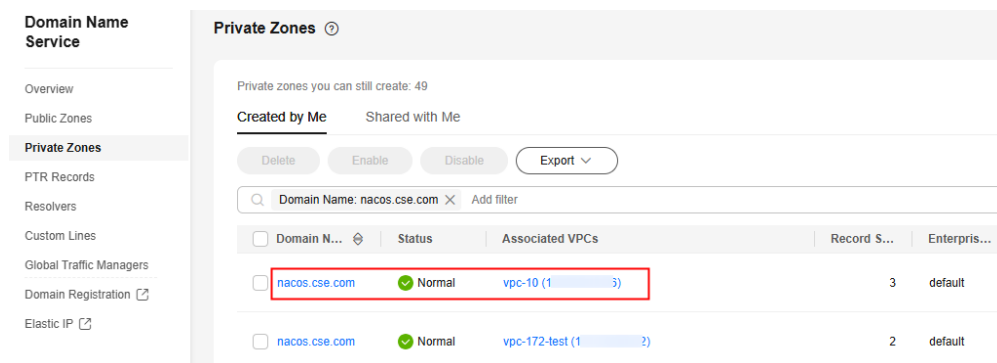 Domain Name
Service
Overview
Public Zones
Private Zones
PTR Records
Resolvers
Custom Lines
Global Traffic Managers
Domain Registration
Elastic IP
Private Zones ?
Private zones you can still create: 49
Created by Me Shared with Me
Delete Enable Disable Export
Domain Name: nacos.cse.com Add filter
Domain N... Status Associated VPCs Record S... Enterpris...
nacos.cse.com Normal vpc-10 (1 6) 3 default
nacos.cse.com Normal vpc-172-test (1 2) 2 default